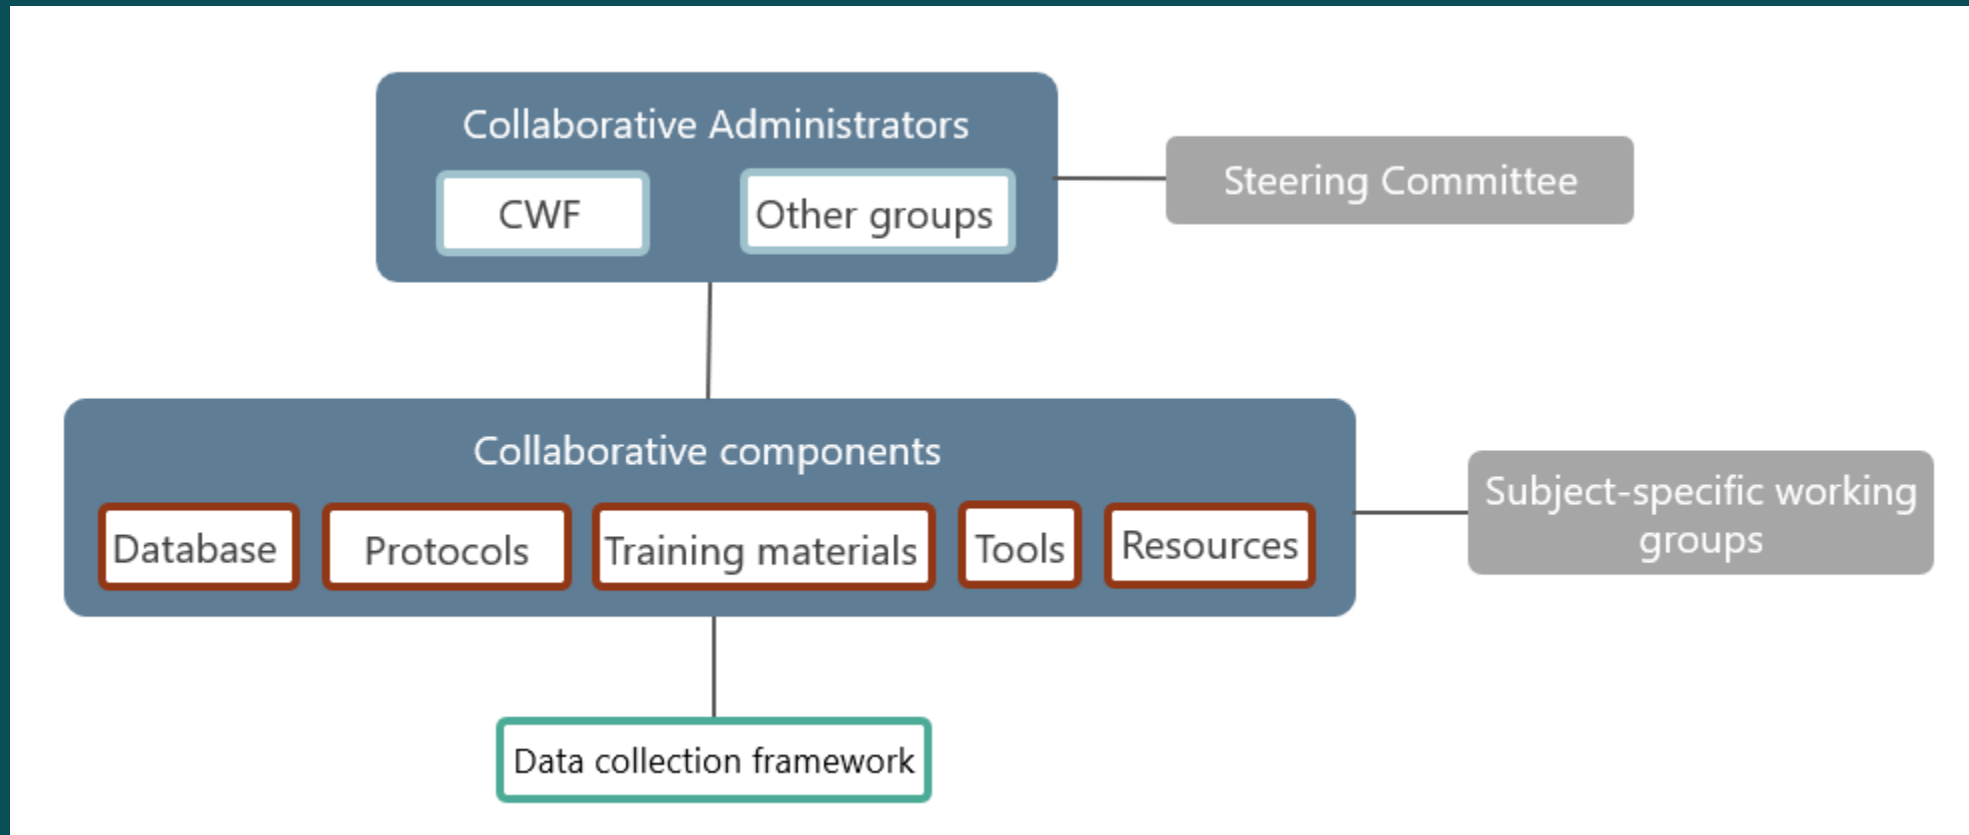 Collaborative Administrators
CWF
Other groups
Steering Committee
Collaborative components
Database
Protocols
Training materials
Tools
Resources
Subject-specific working
groups
Data collection framework